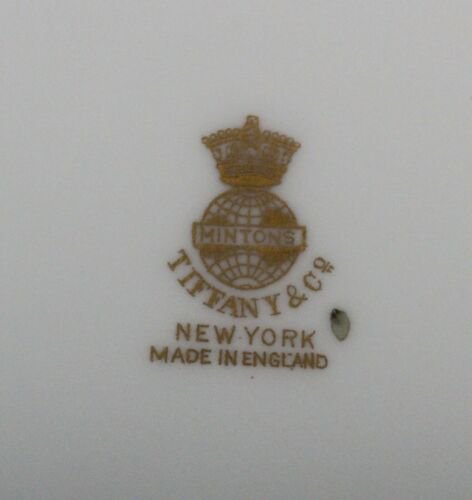 MINTONS
TIFFANY & Co
NEW YORK
MADE IN ENGLAND